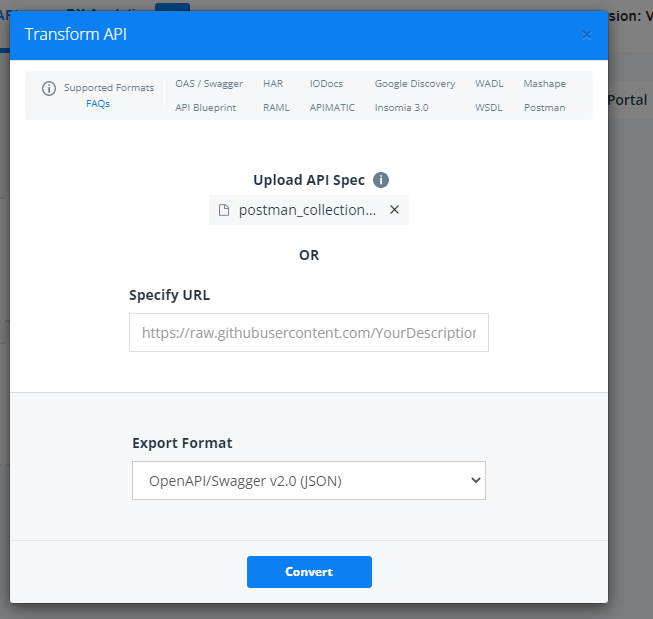 Transform API
×
sion: V
Portal
Supported Formats
FAQs
OAS / Swagger HAR IODocs Google Discovery WADL Mashape
API Blueprint RAML APIMATIC Insomia 3.0 WSDL Postman
Upload API Spec i
postman_collection... ×
OR
Specify URL
https://raw.githubusercontent.com/YourDescription
Export Format
OpenAPI/Swagger v2.0 (JSON)
Convert